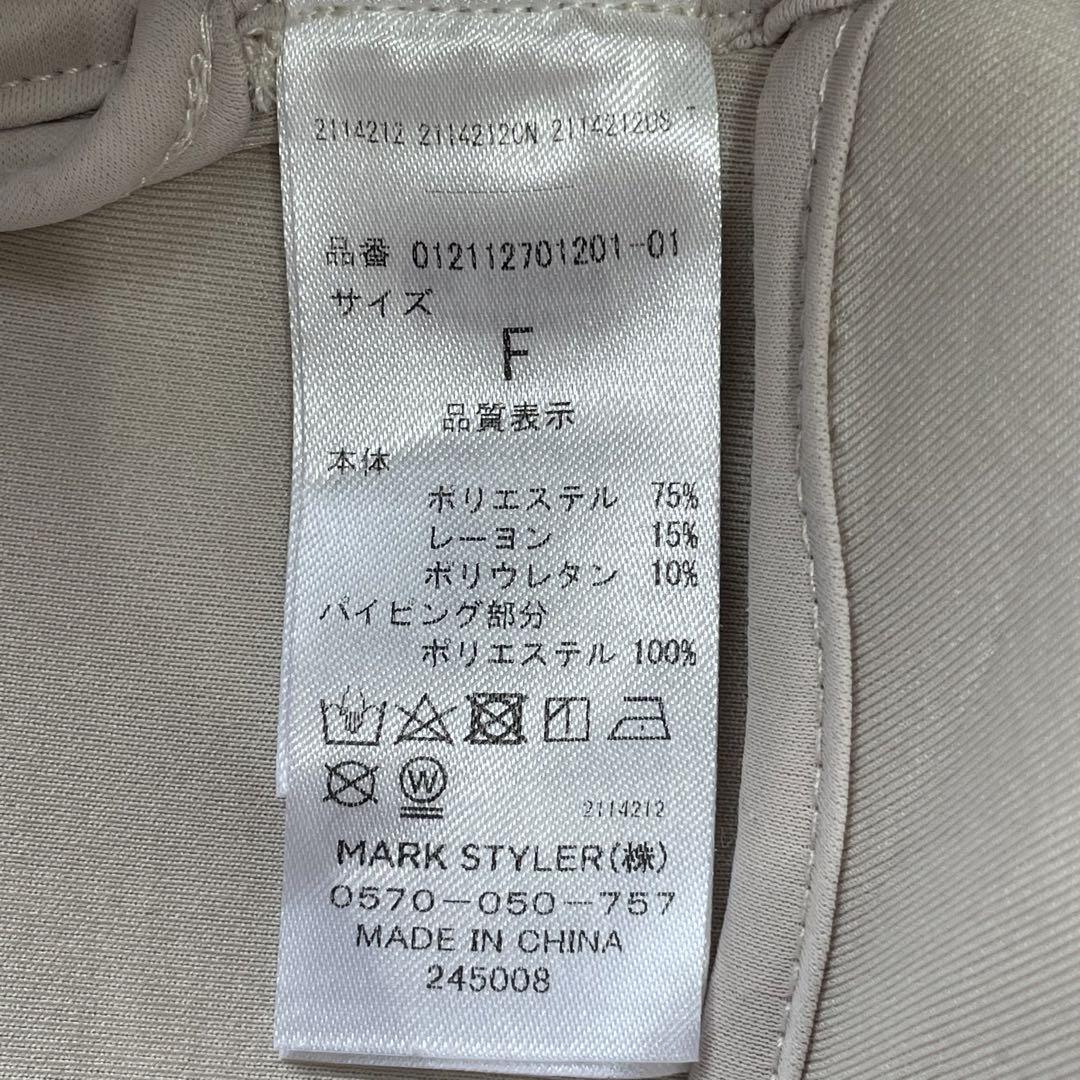 2114212 2114212CN 2114212US T
品番 012112701201-01
サイズ
F
品質表示
本体
ポリエステル 75%
レーヨン 15%
ポリウレタン 10%
パイピング部分
ポリエステル 100%
W
2114212
MARK STYLER(株)
0570-050-757
MADE IN CHINA
245008